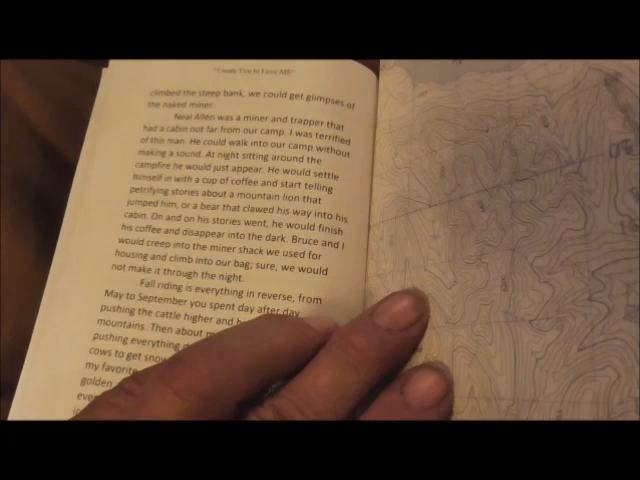 climbed the steep bank, we could get glimpses of
the naked miner.
Neal Allen was a miner and trapper that
had a cabin not far from our camp. I was terrified
of this man. He could walk into our camp without
making a sound. At night sitting around the
campfire he would just appear. He would settle
himself in with a cup of coffee and start telling
petrifying stories about a mountain lion that
jumped him, or a bear that clawed his way into his
cabin. On and on his stories went, he would finish
his coffee and disappear into the dark. Bruce and I
would creep into the miner shack we used for
housing and climb into our bag; sure, we would
not make it through the night.
Fall riding is everything in reverse, from
May to September you spent day after day
pushing the cattle higher and
mountains. Then about
pushing everything
cows to get
my favorite
golden